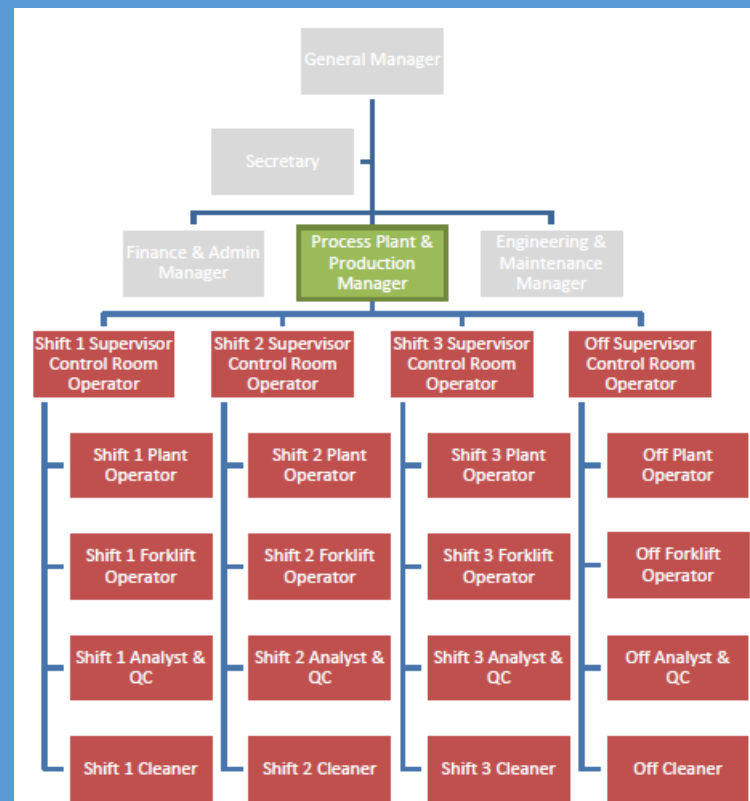 General Manager
Secretary
Finance & Admin
Manager
Process Plant &
Production
Manager
Engineering &
Maintenance
Manager
Shift 1 Supervisor
Control Room
Operator
Shift 2 Supervisor
Control Room
Operator
Shift 3 Supervisor
Control Room
Operator
Off Supervisor
Control Room
Operator
Shift 1 Plant
Operator
Shift 2 Plant
Operator
Shift 3 Plant
Operator
Off Plant
Operator
Shift 1 Forklift
Operator
Shift 2 Forklift
Operator
Shift 3 Forklift
Operator
Off Forklift
Operator
Shift 1 Analyst &
QC
Shift 2 Analyst &
QC
Shift 3 Analyst &
QC
Off Analyst &
QC
Shift 1 Cleaner
Shift 2 Cleaner
Shift 3 Cleaner
Off Cleaner